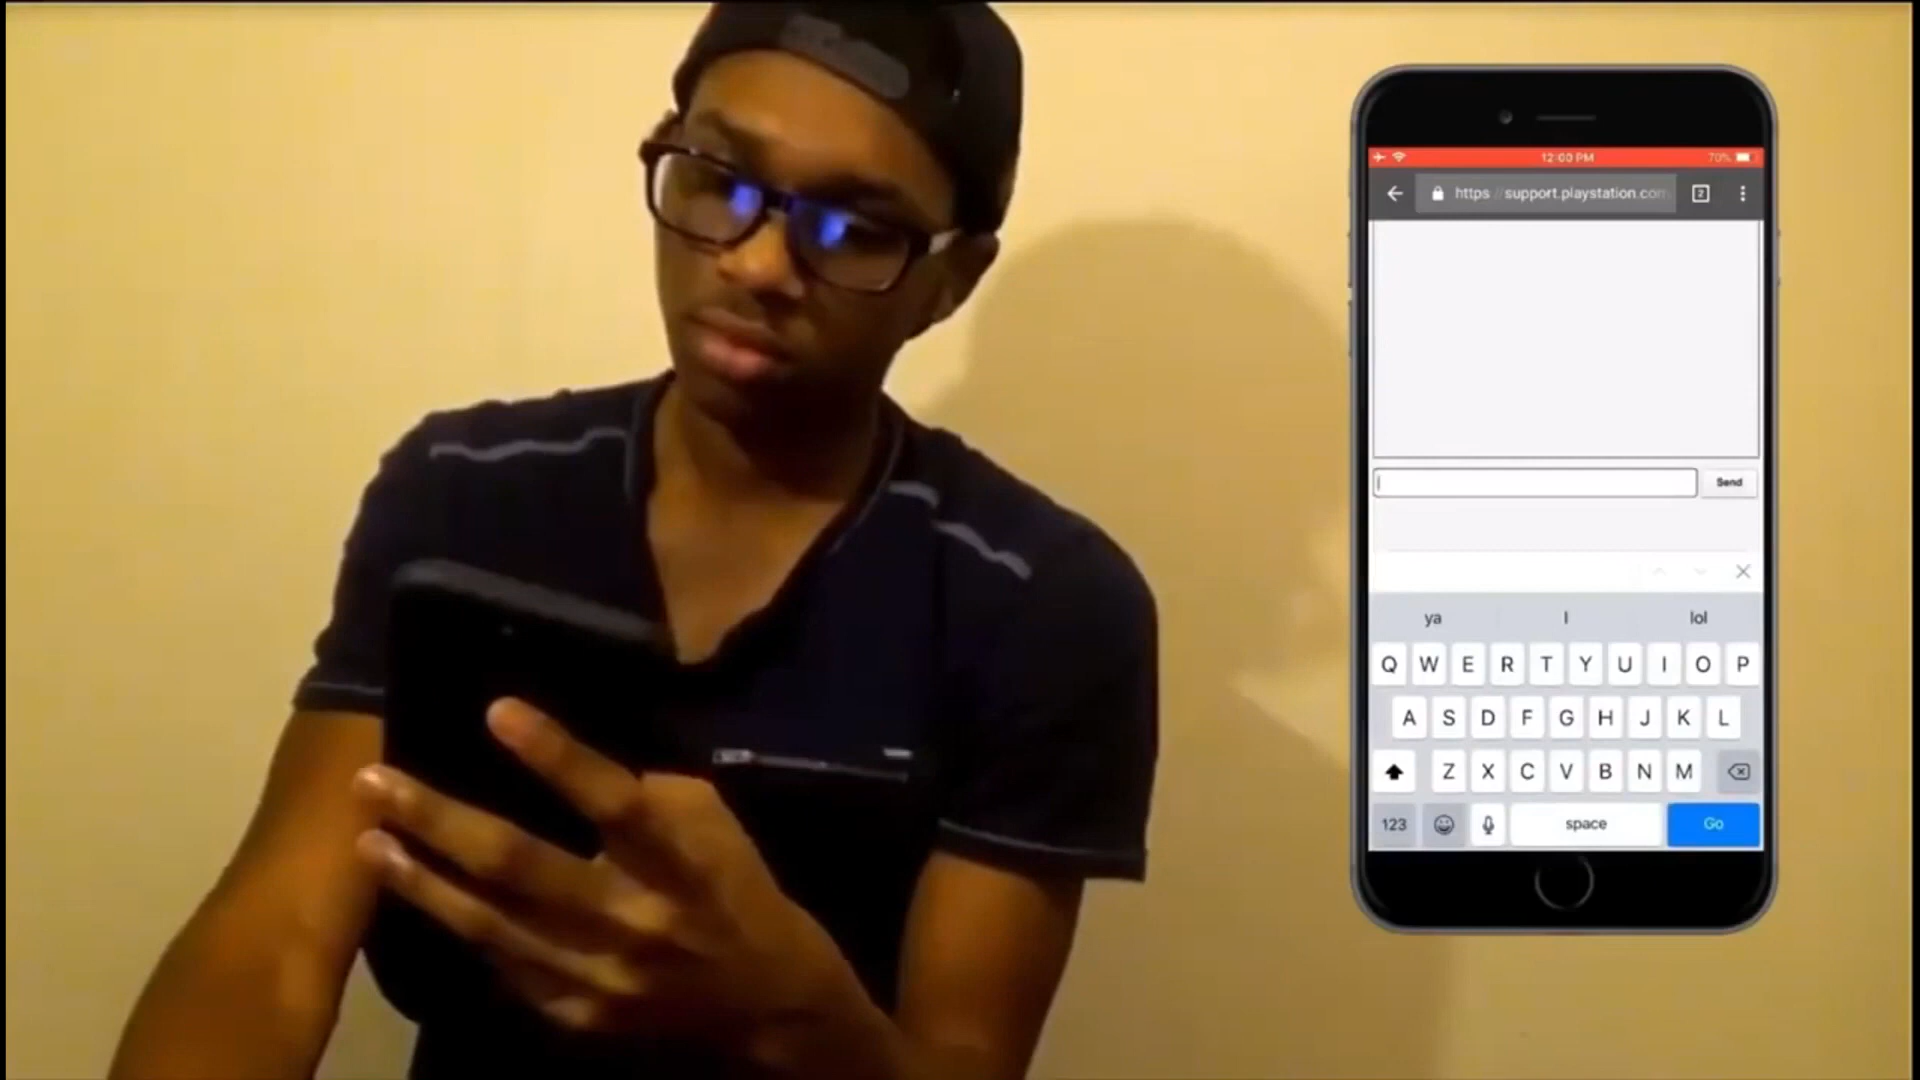 12:00 PM 70%
https://support.playstation.com
2
Send
ya I lol
Q W E R T Y U I O P
A S D F G H J K L
Z X C V B N M
123 space Go